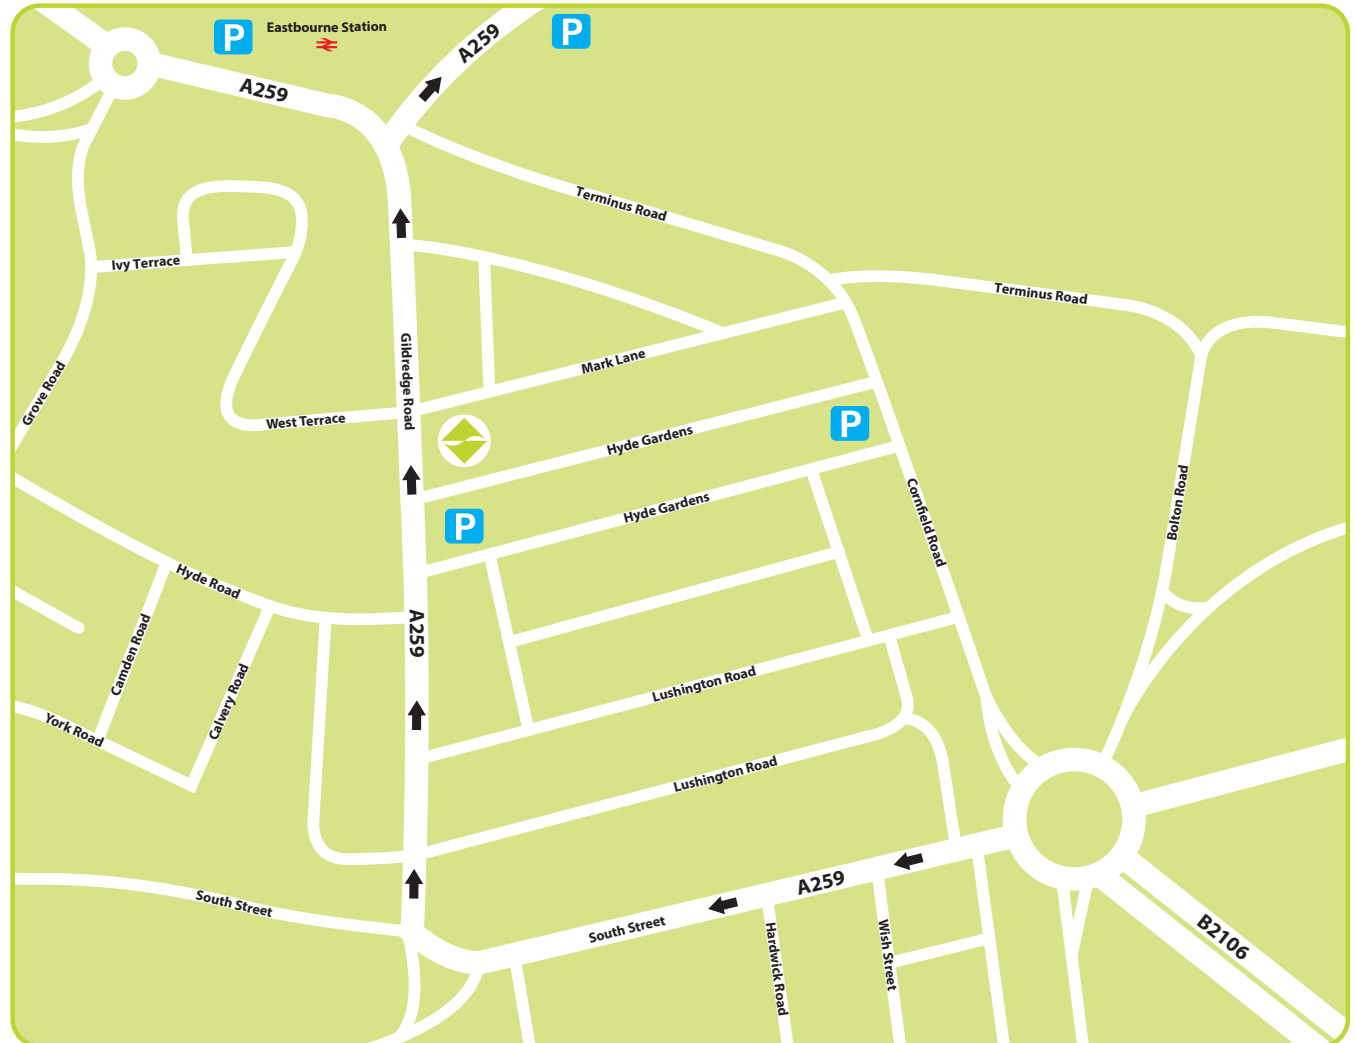 P
Eastbourne Station
A259
P
A259
Terminus Road
Ivy Terrace
Terminus Road
Gildredge Road
Mark Lane
Grove Road
West Terrace
P
Hyde Gardens
Bolton Road
Hyde Gardens
Cornfield Road
P
Hyde Road
A259
Camden Road
Calvery Road
Lushington Road
York Road
Lushington Road
A259
South Street
South Street
Hardwick Road
Wish Street
B2106